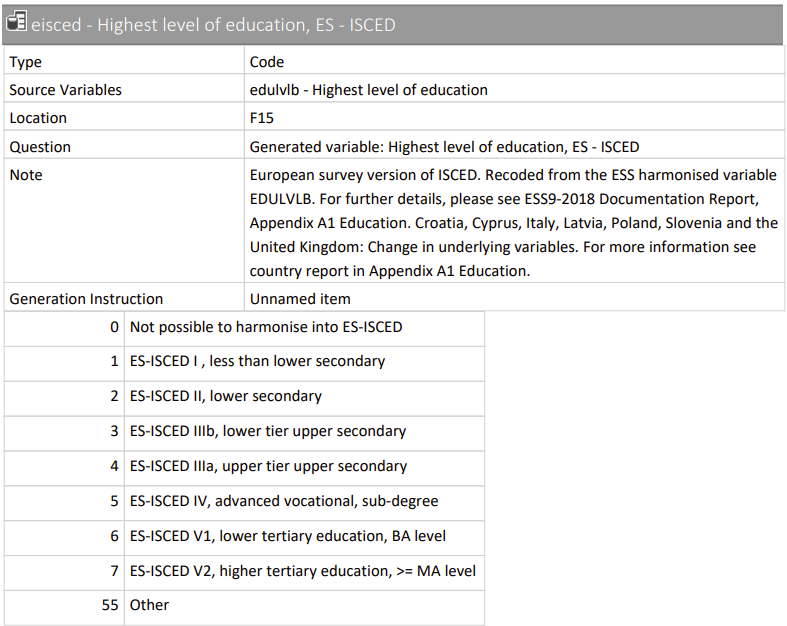 eisced - Highest level of education, ES - ISCED
Type Code
Source Variables edulvlb - Highest level of education
Location F15
Question Generated variable: Highest level of education, ES - ISCED
Note European survey version of ISCED. Recoded from the ESS harmonised variable
EDULVLB. For further details, please see ESS9-2018 Documentation Report,
Appendix A1 Education. Croatia, Cyprus, Italy, Latvia, Poland, Slovenia and the
United Kingdom: Change in underlying variables. For more information see
country report in Appendix A1 Education.
Generation Instruction Unnamed item
0 Not possible to harmonise into ES-ISCED
1 ES-ISCED I , less than lower secondary
2 ES-ISCED II, lower secondary
3 ES-ISCED IIIb, lower tier upper secondary
4 ES-ISCED IIIa, upper tier upper secondary
5 ES-ISCED IV, advanced vocational, sub-degree
6 ES-ISCED V1, lower tertiary education, BA level
7 ES-ISCED V2, higher tertiary education, >= MA level
55 Other